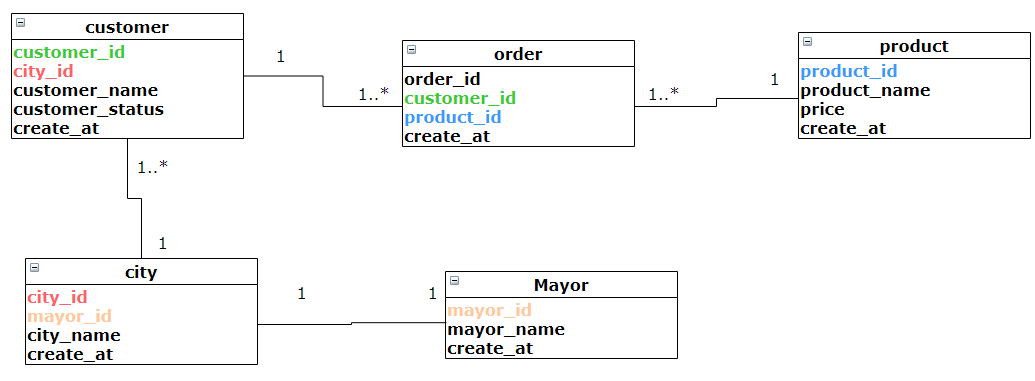 customer
customer_id
city_id
customer_name
customer_status
create_at
1
1..*
order
order_id
customer_id
product_id
create_at
1..*
1
product
product_id
product_name
price
create_at
1..*
1
city
city_id
mayor_id
city_name
create_at
1
1
Mayor
mayor_id
mayor_name
create_at